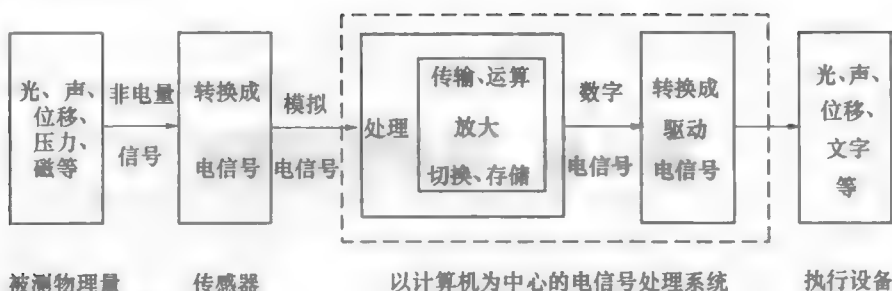 光、声、
位移、
压力、
磁等
非电量
信号
转换成
电信号
模拟
电信号
处理
传输、运算
放大
切换、存储
数字
电信号
转换成
驱动
电信号
光、声、
位移、
文字
等
被测物理量
传感器
以计算机为中心的电信号处理系统
执行设备